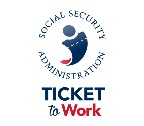 SOCIAL SECURITY
ADMINISTRATION
TICKET
to Work